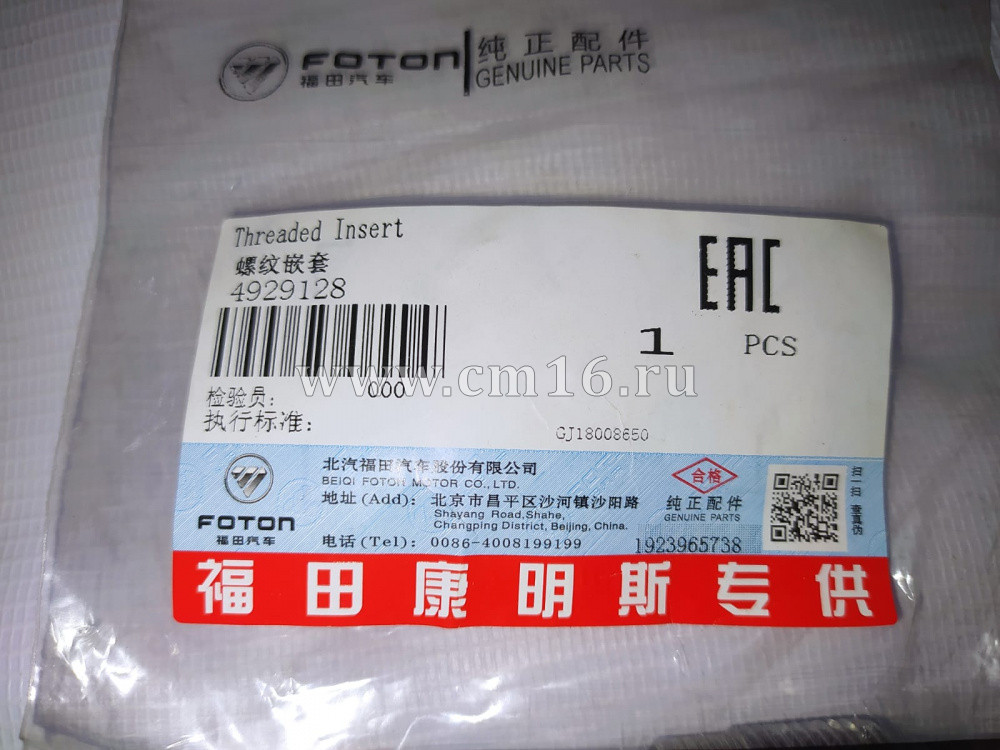 FOTON
福田汽车
纯正配件
GENUINE PARTS
Threaded Insert
螺纹嵌套
4929128
EAC
1 PCS
www.cm16.ru
000
检验员:
执行标准:
GJ18008650
FOTON
福田汽车
北汽福田汽车股份有限公司
BEIQI FOTON MOTOR CO., LTD.
地址(Add): 北京市昌平区沙河镇沙阳路
Shayang Road,Shahe,
Changping District, Beijing, China.
电话(Tel): 0086-4008199199
合格
纯正配件
GENUINE PARTS
1923965738
扫一扫 查真伪
福田康明斯专供